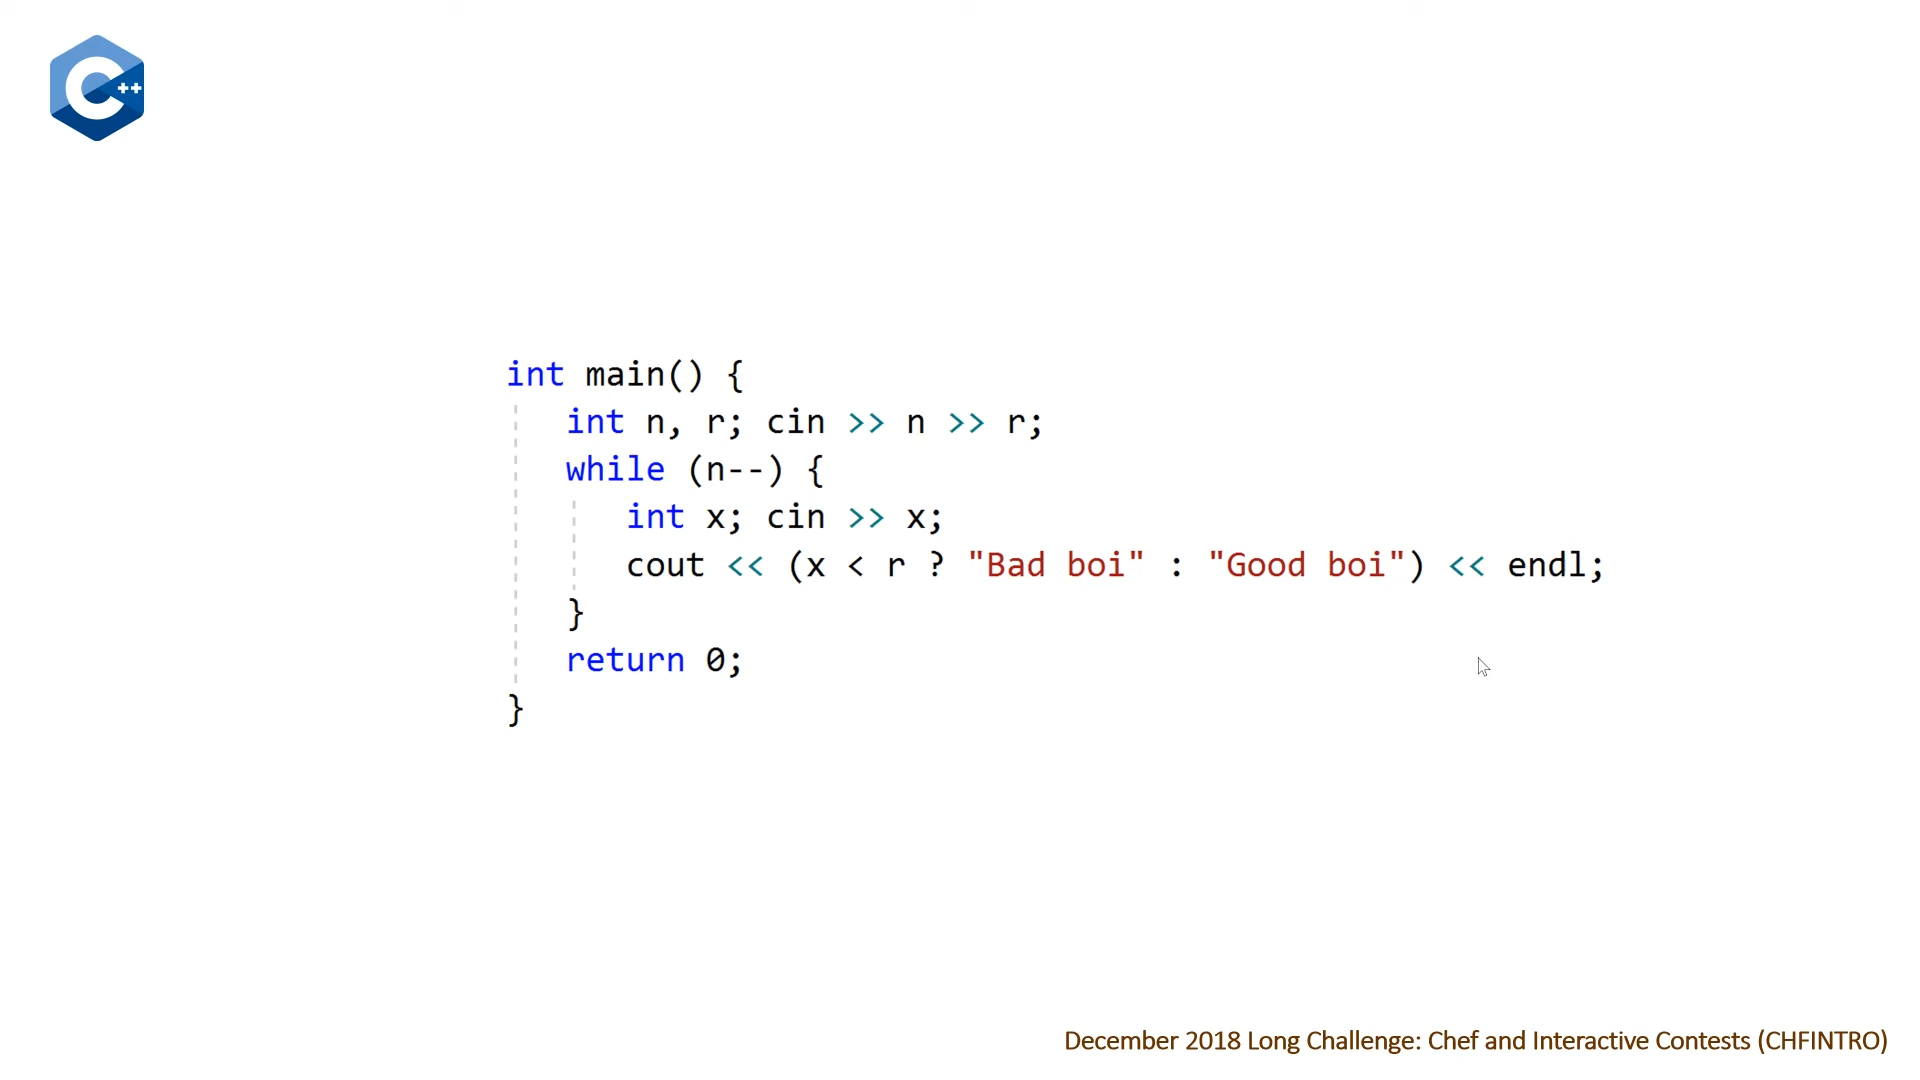 C++
int main() {
int n, r; cin >> n >> r;
while (n--) {
int x; cin >> x;
cout << (x < r ? "Bad boi" : "Good boi") << endl;
}
return 0;
}
December 2018 Long Challenge: Chef and Interactive Contests (CHFINTRO)